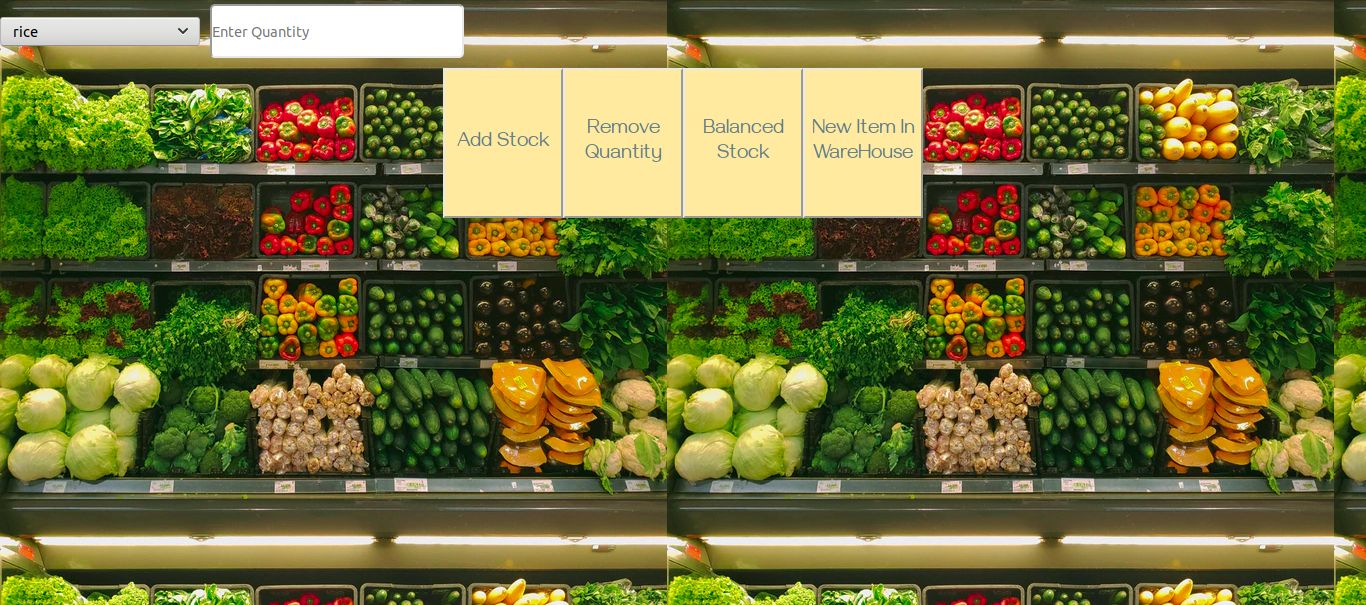 rice
Enter Quantity
Add Stock
Remove
Quantity
Balanced
Stock
New Item In
WareHouse